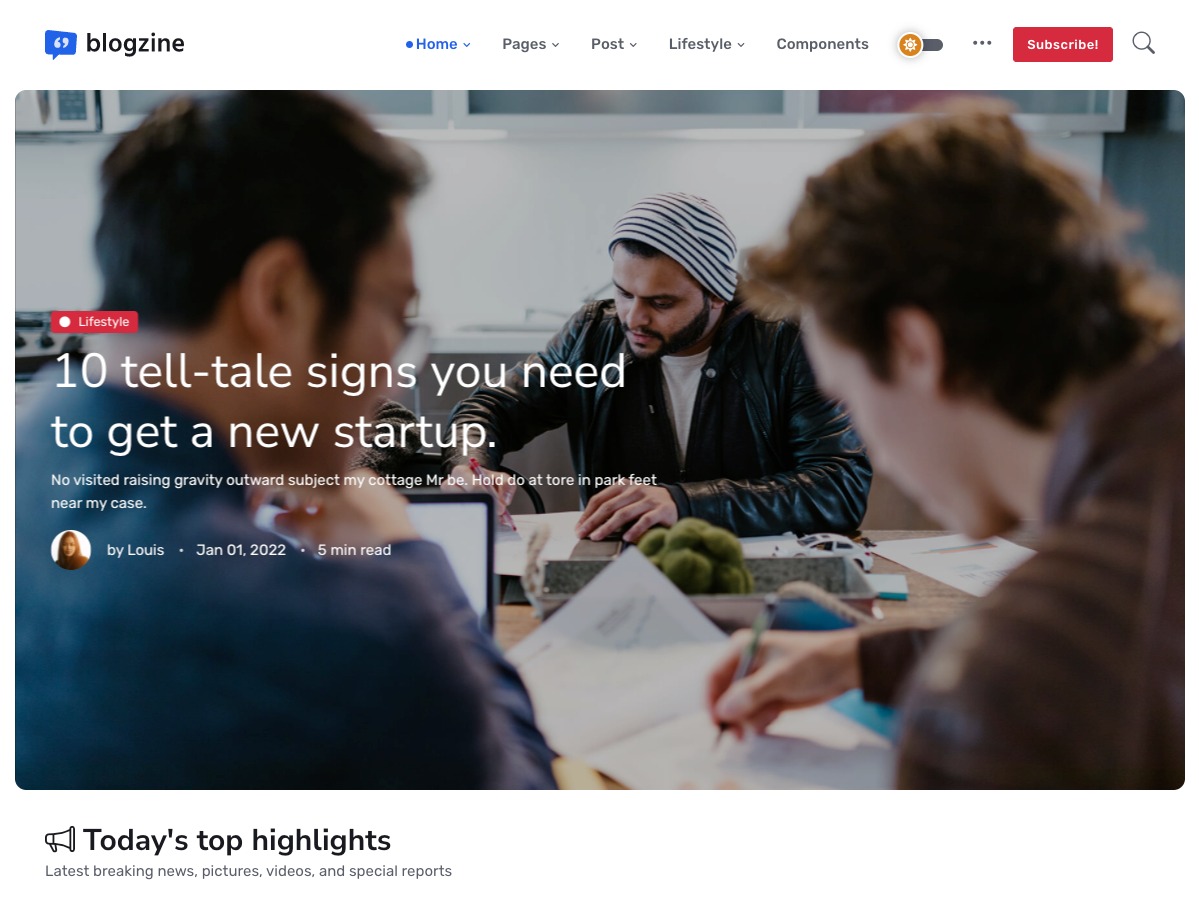 blogzine
Home Pages Post Lifestyle Components Subscribe!
Lifestyle
10 tell-tale signs you need
to get a new startup.
No visited raising gravity outward subject my cottage Mr be. Hold do at tore in park feet
near my case.
by Louis • Jan 01, 2022 • 5 min read
Today's top highlights
Latest breaking news, pictures, videos, and special reports